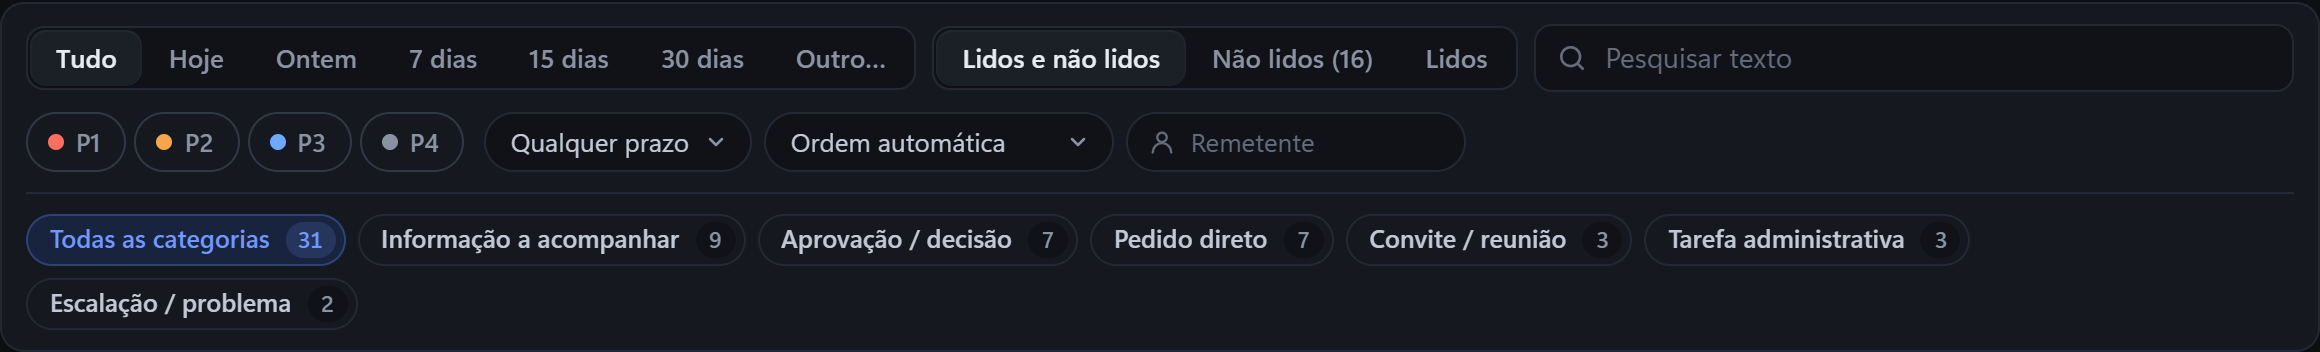 Tudo Hoje Ontem 7 dias 15 dias 30 dias Outro... Lidos e não lidos Não lidos (16) Lidos Pesquisar texto
P1 P2 P3 P4 Qualquer prazo Ordem automática Remetente
Todas as categorias 31 Informação a acompanhar 9 Aprovação / decisão 7 Pedido direto 7 Convite / reunião 3 Tarefa administrativa 3
Escalação / problema 2